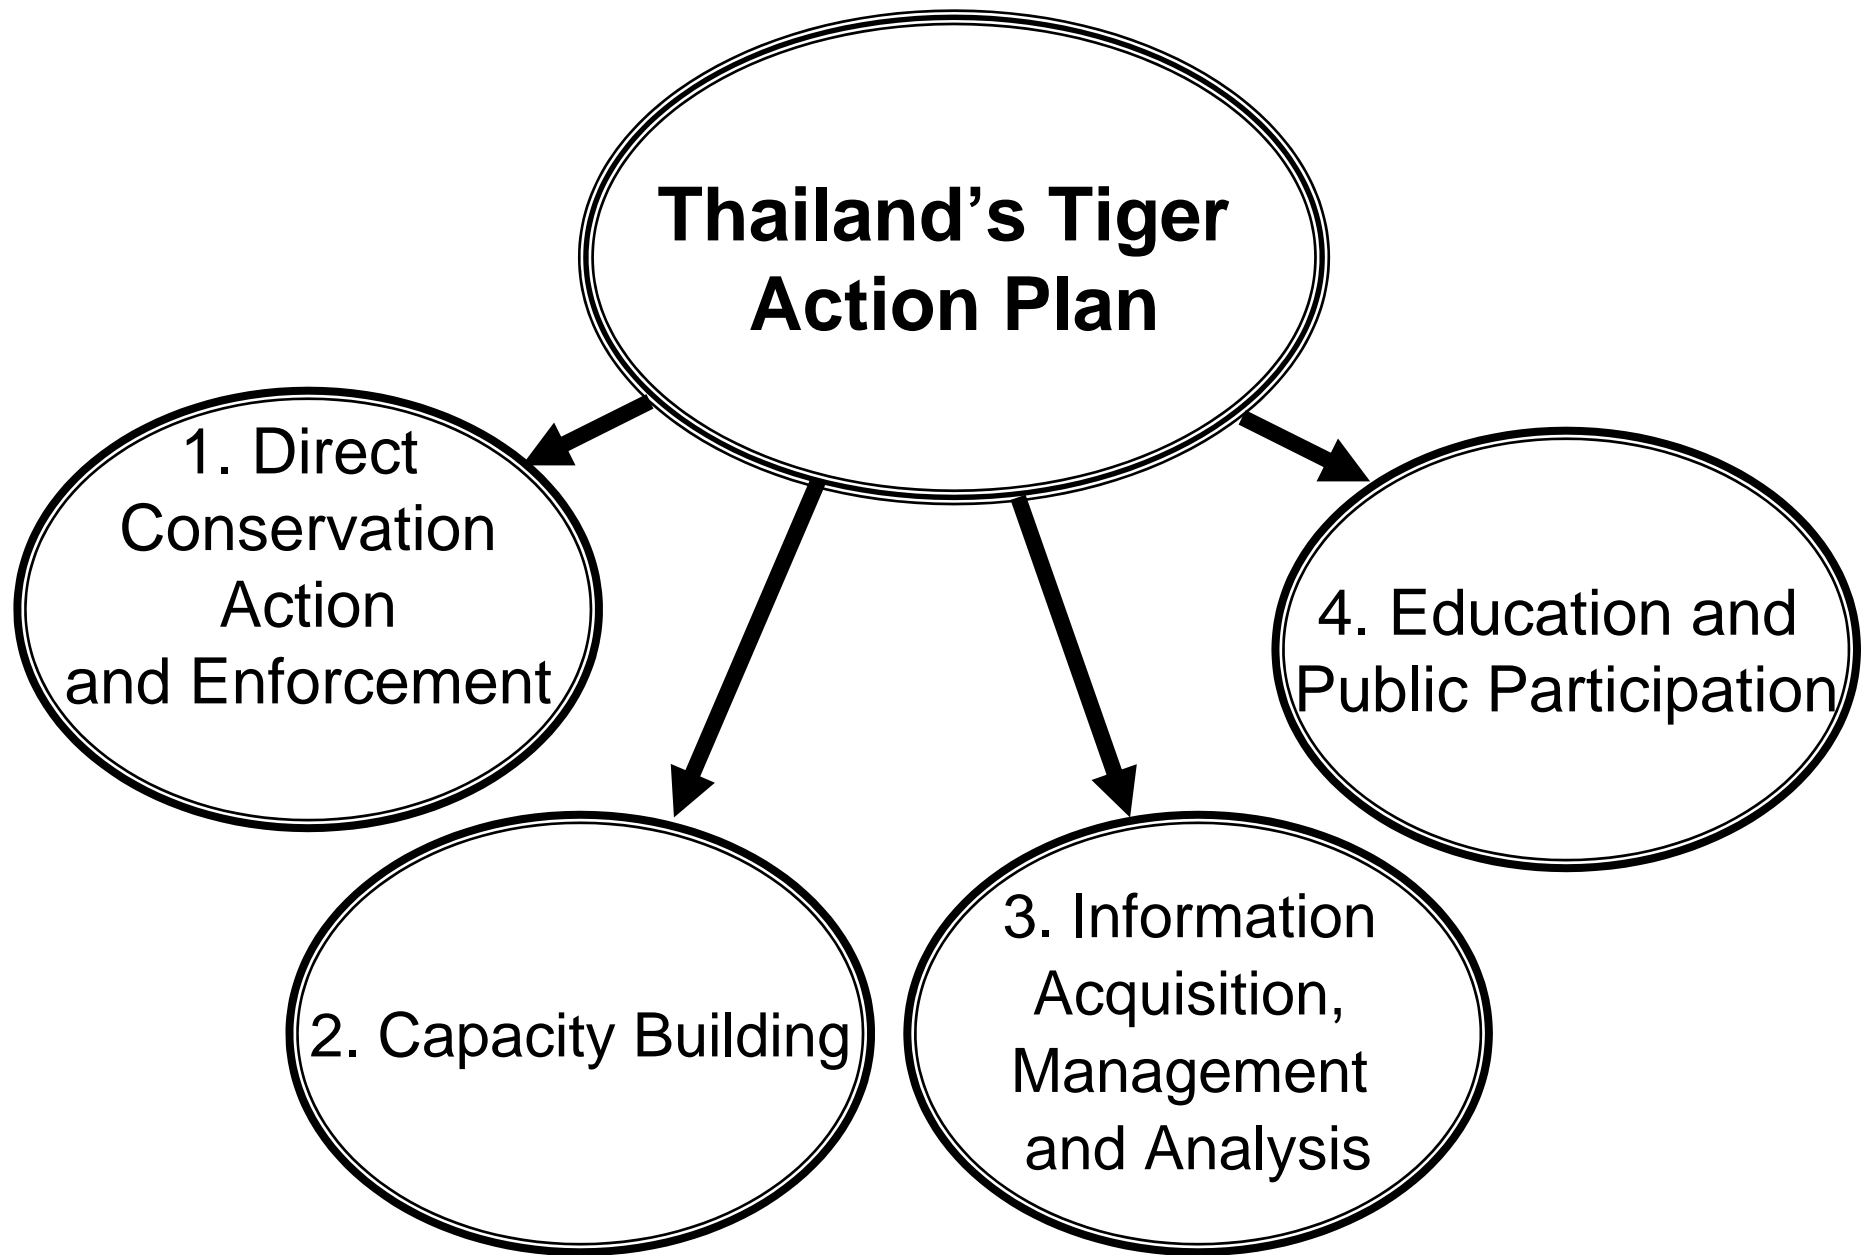 Thailand’s Tiger
Action Plan
1. Direct
Conservation
Action
and Enforcement
2. Capacity Building
3. Information
Acquisition,
Management
and Analysis
4. Education and
Public Participation